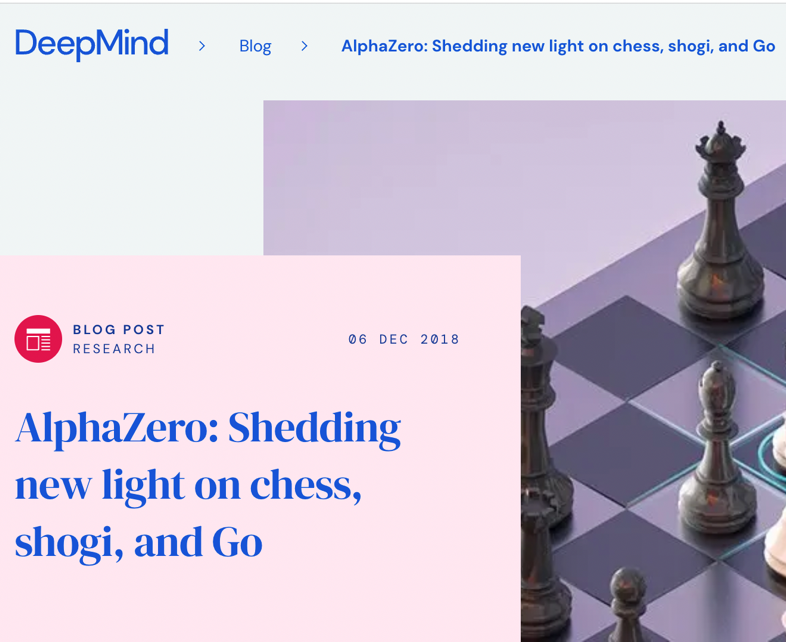 DeepMind > Blog > AlphaZero: Shedding new light on chess, shogi, and Go
BLOG POST
RESEARCH
06 DEC 2018
AlphaZero: Shedding
new light on chess,
shogi, and Go